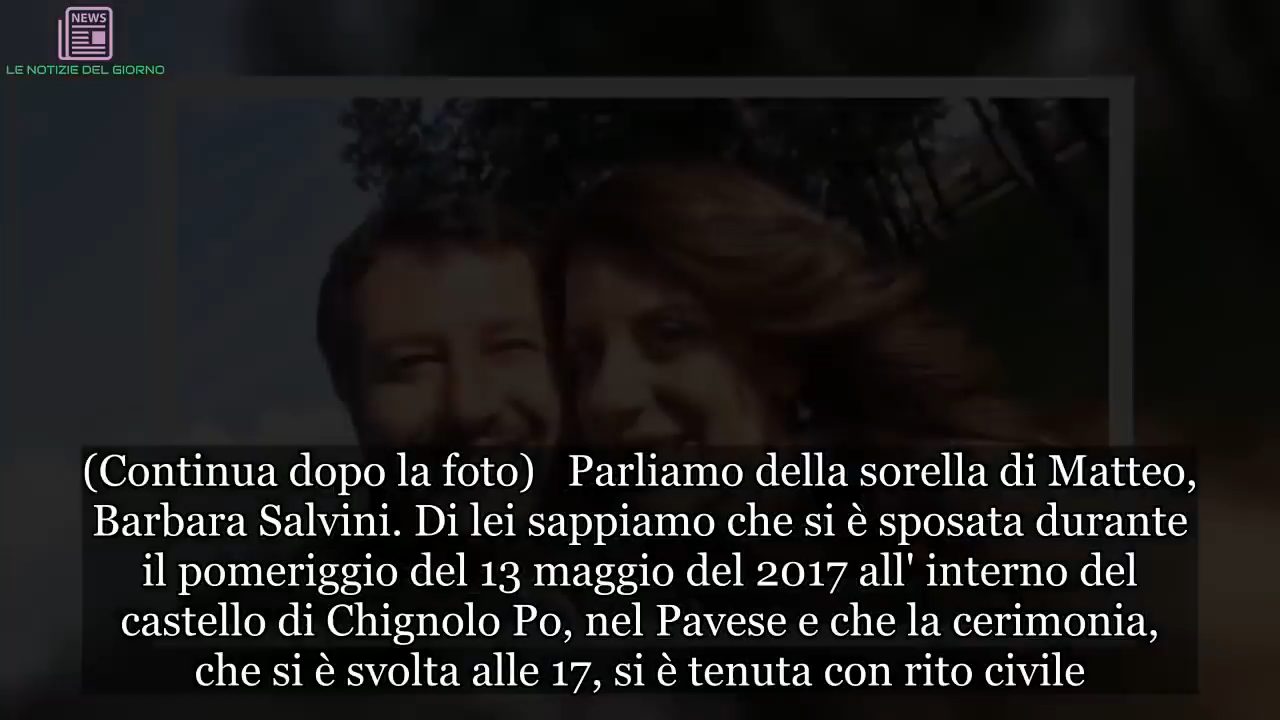 NEWS
LE NOTIZIE DEL GIORNO
(Continua dopo la foto)   Parliamo della sorella di Matteo,
Barbara Salvini. Di lei sappiamo che si è sposata durante
il pomeriggio del 13 maggio del 2017 all' interno del
castello di Chignolo Po, nel Pavese e che la cerimonia,
che si è svolta alle 17, si è tenuta con rito civile